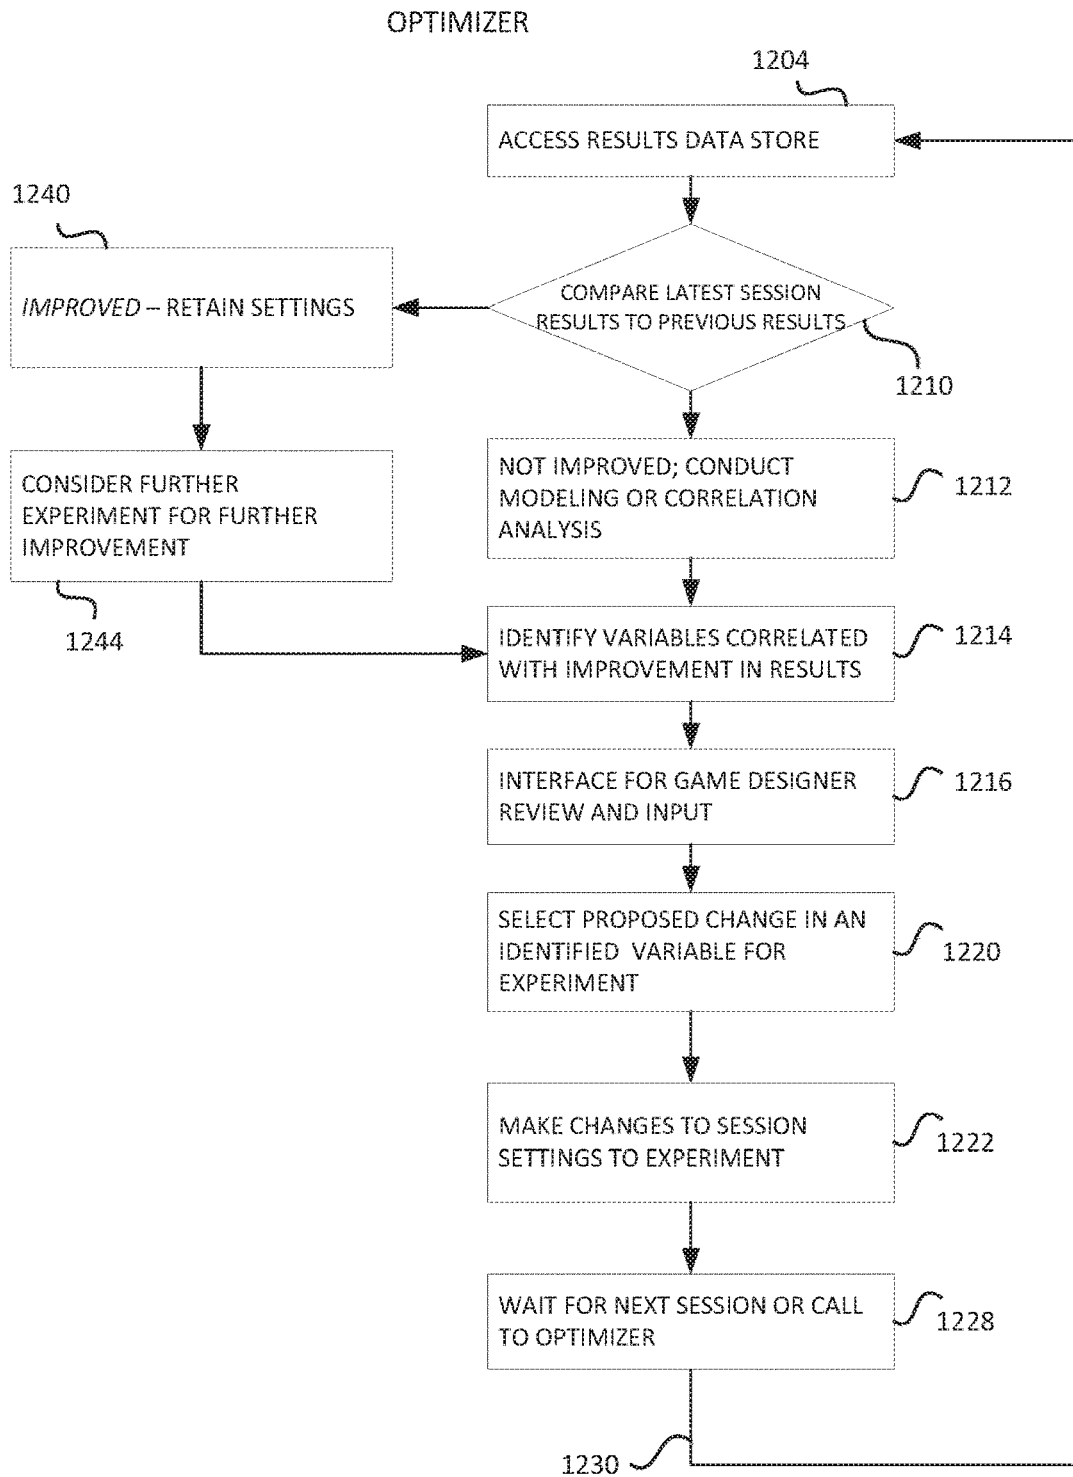 OPTIMIZER
1204
ACCESS RESULTS DATA STORE
1240
IMPROVED – RETAIN SETTINGS
COMPARE LATEST SESSION
RESULTS TO PREVIOUS RESULTS
1210
CONSIDER FURTHER
EXPERIMENT FOR FURTHER
IMPROVEMENT
1244
NOT IMPROVED; CONDUCT
MODELING OR CORRELATION
ANALYSIS
1212
IDENTIFY VARIABLES CORRELATED
WITH IMPROVEMENT IN RESULTS
1214
INTERFACE FOR GAME DESIGNER
REVIEW AND INPUT
1216
SELECT PROPOSED CHANGE IN AN
IDENTIFIED VARIABLE FOR
EXPERIMENT
1220
MAKE CHANGES TO SESSION
SETTINGS TO EXPERIMENT
1222
WAIT FOR NEXT SESSION OR CALL
TO OPTIMIZER
1228
1230